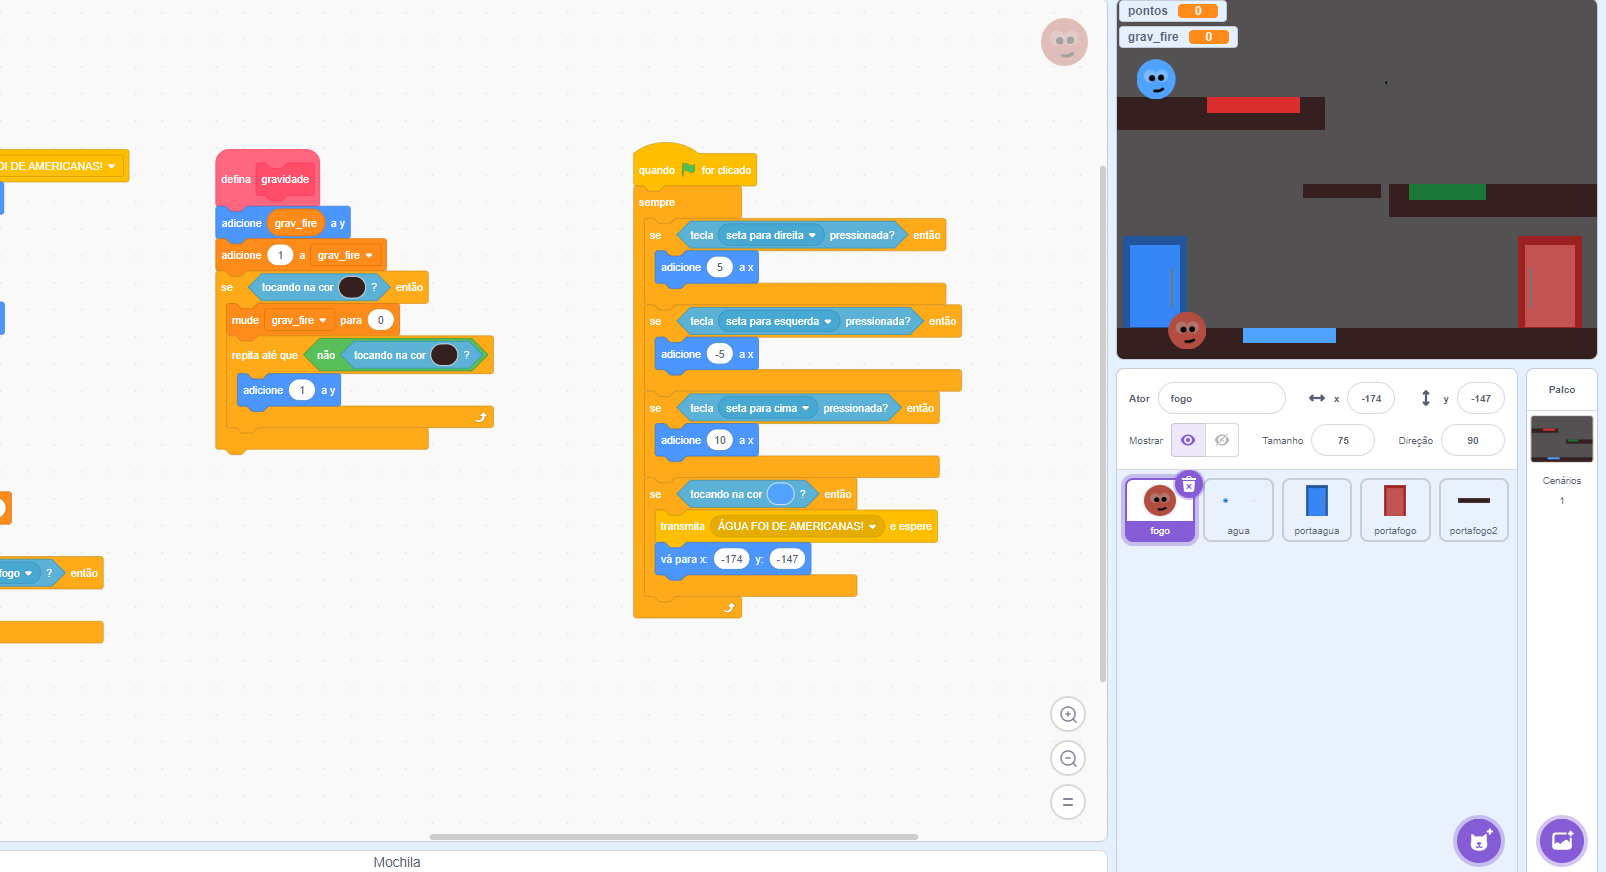 OI DE AMERICANAS!
fogo ? então
defina gravidade
adicione grav_fire a y
adicione 1 a grav_fire
se tocando na cor ? então
mude grav_fire para 0
repita até que não tocando na cor ?
adicione 1 a y
quando for clicado
sempre
se tecla seta para direita pressionada? então
adicione 5 a x
se tecla seta para esquerda pressionada? então
adicione -5 a x
se tecla seta para cima pressionada? então
adicione 10 a x
se tocando na cor ? então
transmita ÁGUA FOI DE AMERICANAS! e espere
vá para x: -174 y: -147
Mochila
pontos 0
grav_fire 0
Ator fogo x -174 y -147
Mostrar Tamanho 75 Direção 90
fogo
agua
portaagua
portafogo
portafogo2
Palco
Cenários
1